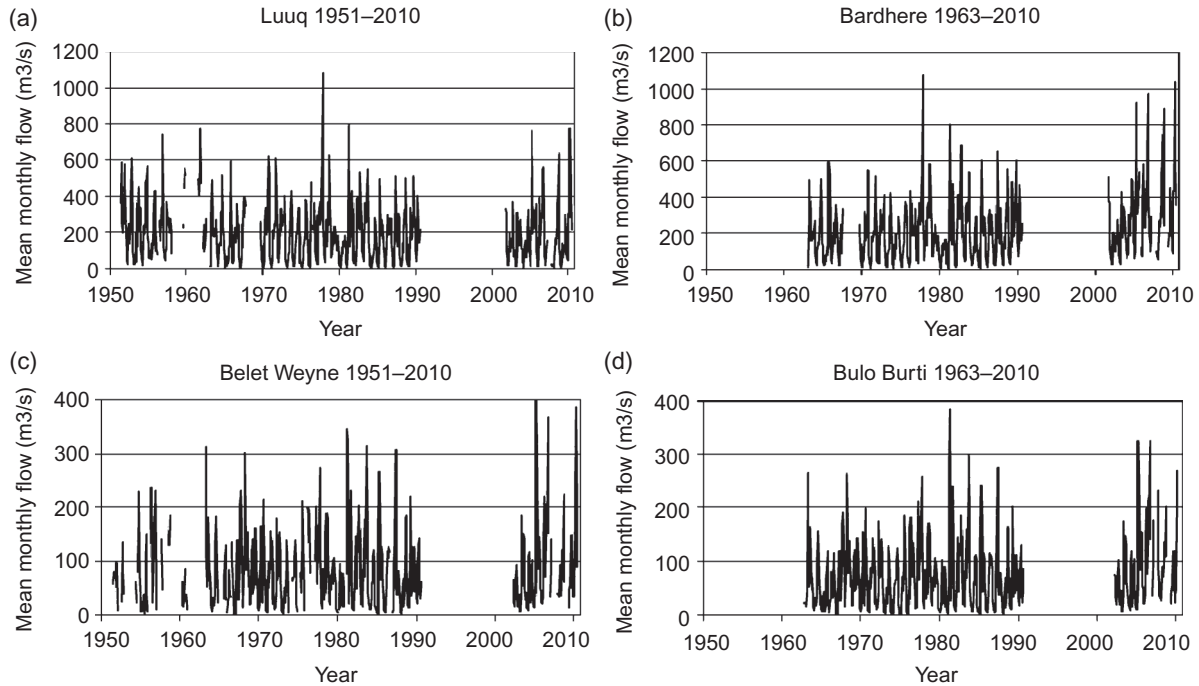 (a)
Luuq 1951–2010
Mean monthly flow (m3/s)
1200
1000
800
600
400
200
0
1950 1960 1970 1980 1990 2000 2010
Year
(b)
Bardhere 1963–2010
Mean monthly flow (m3/s)
1200
1000
800
600
400
200
0
1950 1960 1970 1980 1990 2000 2010
Year
(c)
Belet Weyne 1951–2010
Mean monthly flow (m3/s)
400
300
200
100
0
1950 1960 1970 1980 1990 2000 2010
Year
(d)
Bulo Burti 1963–2010
Mean monthly flow (m3/s)
400
300
200
100
0
1950 1960 1970 1980 1990 2000 2010
Year